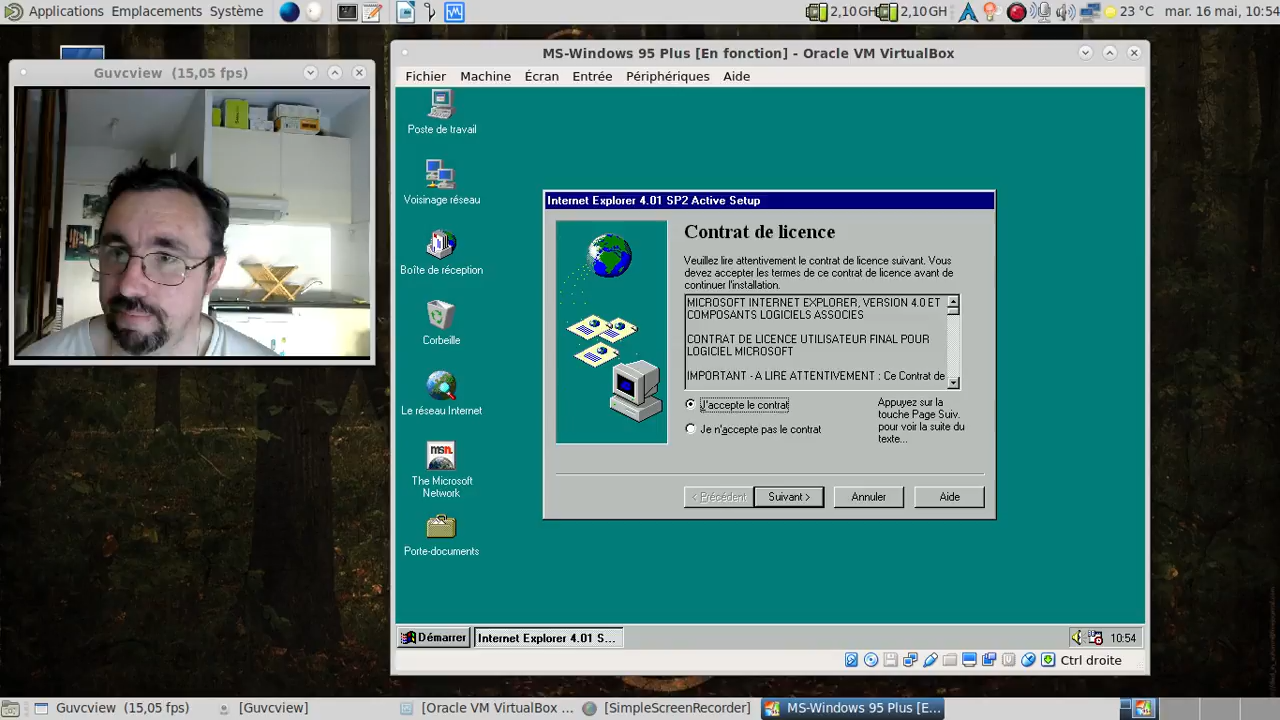 Applications Emplacements Système
2,10 GH 2,10 GH 23 °C mar. 16 mai, 10:54
Guvcview (15,05 fps)
MS-Windows 95 Plus [En fonction] - Oracle VM VirtualBox
Fichier Machine Écran Entrée Périphériques Aide
Poste de travail
Voisinage réseau
Boîte de réception
Corbeille
Le réseau Internet
msn
The Microsoft
Network
Porte-documents
Internet Explorer 4.01 SP2 Active Setup
Contrat de licence
Veuillez lire attentivement le contrat de licence suivant. Vous
devez accepter les termes de ce contrat de licence avant de
continuer l'installation.
MICROSOFT INTERNET EXPLORER, VERSION 4.0 ET
COMPOSANTS LOGICIELS ASSOCIES
CONTRAT DE LICENCE UTILISATEUR FINAL POUR
LOGICIEL MICROSOFT
IMPORTANT - A LIRE ATTENTIVEMENT : Ce Contrat de
J'accepte le contrat
Je n'accepte pas le contrat
Appuyez sur la
touche Page Suiv.
pour voir la suite du
texte...
< Précédent Suivant > Annuler Aide
Démarrer Internet Explorer 4.01 S... 10:54
Ctrl droite
Guvcview (15,05 fps) [Guvcview] [Oracle VM VirtualBox ... [SimpleScreenRecorder] MS-Windows 95 Plus [E...